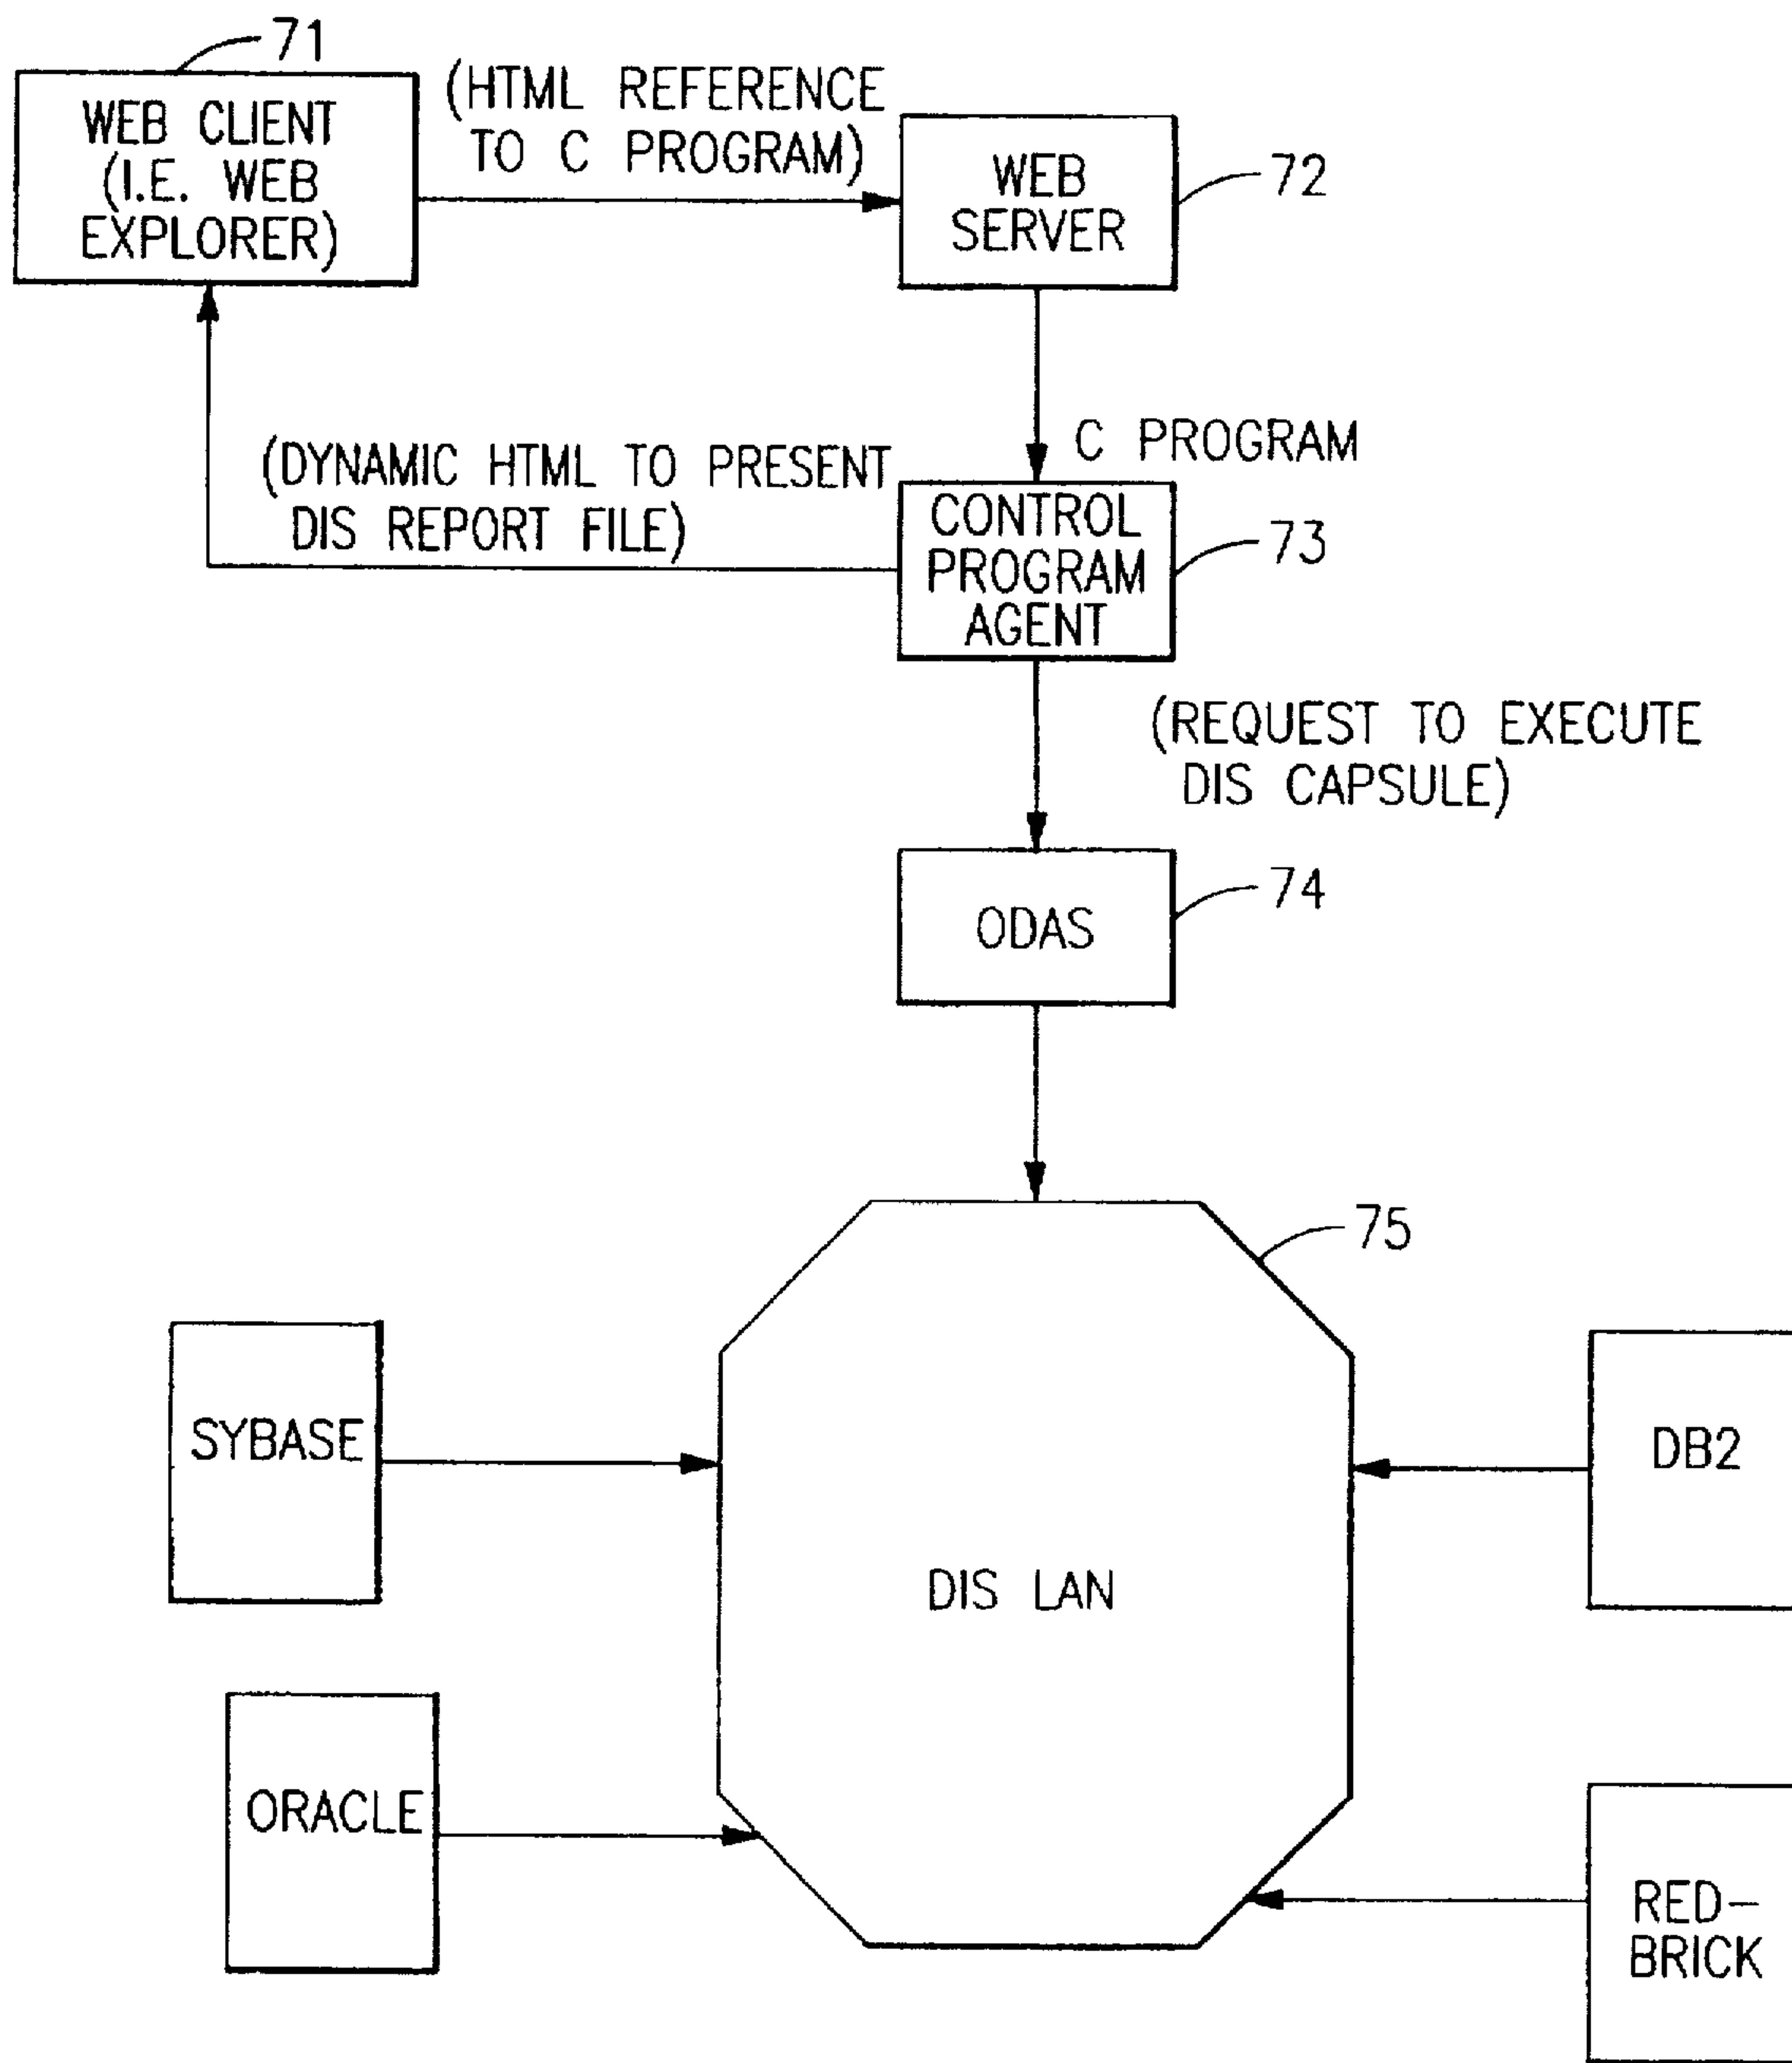 71
WEB CLIENT
(I.E. WEB
EXPLORER)
(HTML REFERENCE
TO C PROGRAM)
WEB
SERVER
72
C PROGRAM
(DYNAMIC HTML TO PRESENT
DIS REPORT FILE)
CONTROL
PROGRAM
AGENT
73
(REQUEST TO EXECUTE
DIS CAPSULE)
ODAS
74
75
SYBASE
DB2
DIS LAN
ORACLE
RED-
BRICK